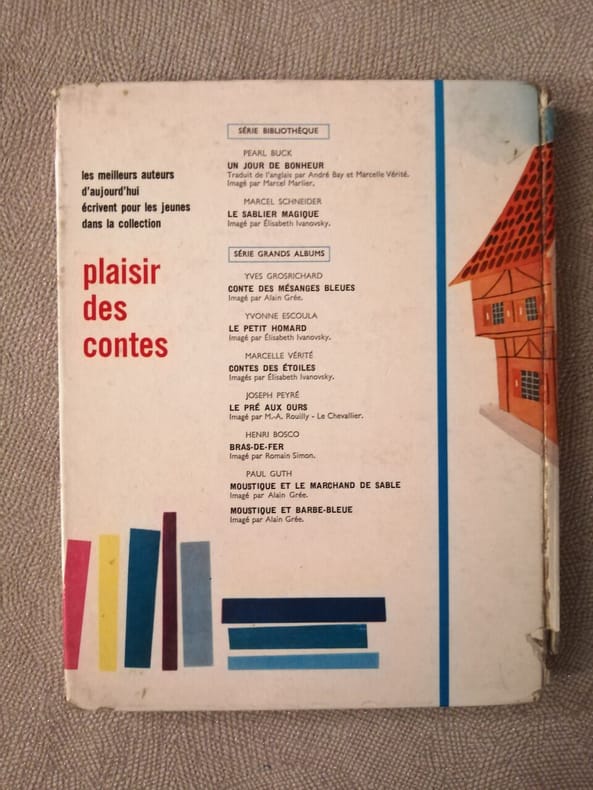 les meilleurs auteurs
d'aujourd'hui
écrivent pour les jeunes
dans la collection
plaisir
des
contes
SÉRIE BIBLIOTHÈQUE
PEARL BUCK
UN JOUR DE BONHEUR
Traduit de l'anglais par André Bay et Marcelle Vérité.
Imagé par Marcel Marlier.
MARCEL SCHNEIDER
LE SABLIER MAGIQUE
Imagé par Élisabeth Ivanovsky.
SÉRIE GRANDS ALBUMS
YVES GROSRICHARD
CONTE DES MÉSANGES BLEUES
Imagé par Alain Grée.
YVONNE ESCOULA
LE PETIT HOMARD
Imagé par Élisabeth Ivanovsky.
MARCELLE VÉRITÉ
CONTES DES ÉTOILES
Imagés par Élisabeth Ivanovsky.
JOSEPH PEYRÉ
LE PRÉ AUX OURS
Imagé par M.-A. Rouilly - Le Chevallier.
HENRI BOSCO
BRAS-DE-FER
Imagé par Romain Simon.
PAUL GUTH
MOUSTIQUE ET LE MARCHAND DE SABLE
Imagé par Alain Grée.
MOUSTIQUE ET BARBE-BLEUE
Imagé par Alain Grée.